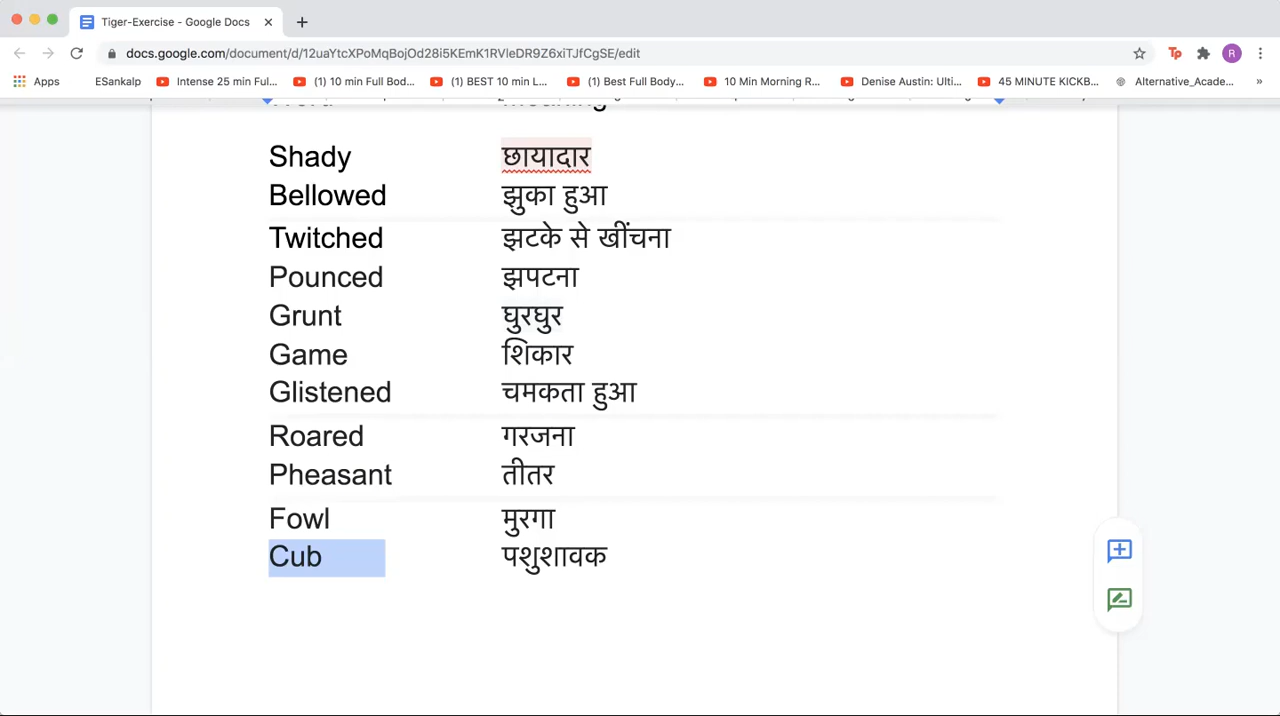 Tiger-Exercise - Google Docs
docs.google.com/document/d/12uaYtcXPoMqBojOd28i5KEmK1RVleDR9Z6xiTJfCgSE/edit
R
Apps ESankalp Intense 25 min Ful... (1) 10 min Full Bod... (1) BEST 10 min L... (1) Best Full Body... 10 Min Morning R... Denise Austin: Ulti... 45 MINUTE KICKB... Alternative_Acade... »
Shady छायादार
Bellowed झुका हुआ
Twitched झटके से खींचना
Pounced झपटना
Grunt घुरघुर
Game शिकार
Glistened चमकता हुआ
Roared गरजना
Pheasant तीतर
Fowl मुरगा
Cub पशुशावक